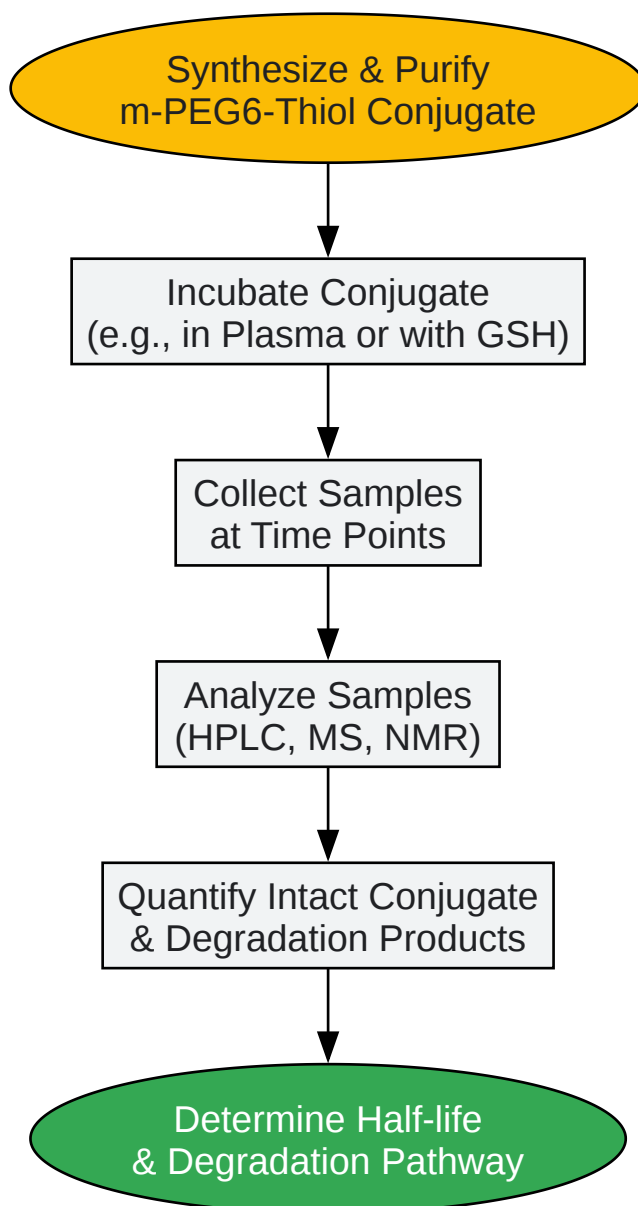 Synthesize & Purify
m-PEG6-Thiol Conjugate
Incubate Conjugate
(e.g., in Plasma or with GSH)
Collect Samples
at Time Points
Analyze Samples
(HPLC, MS, NMR)
Quantify Intact Conjugate
& Degradation Products
Determine Half-life
& Degradation Pathway